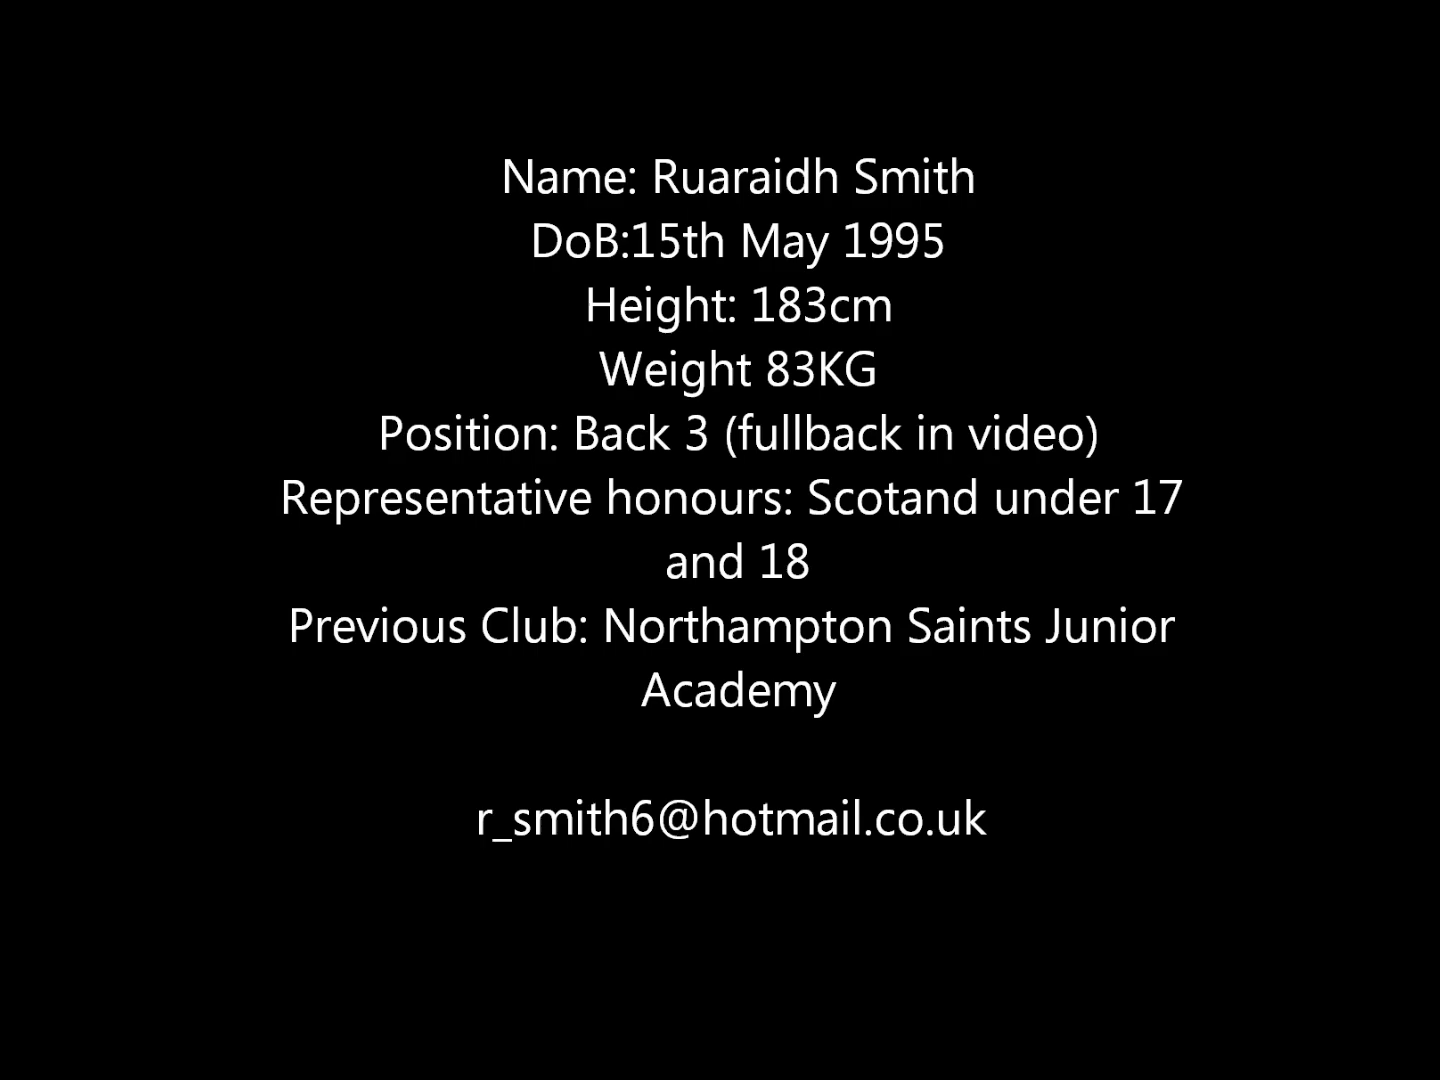 Name: Ruaraidh Smith
DoB:15th May 1995
Height: 183cm
Weight 83KG
Position: Back 3 (fullback in video)
Representative honours: Scotand under 17
and 18
Previous Club: Northampton Saints Junior
Academy
r_smith6@hotmail.co.uk